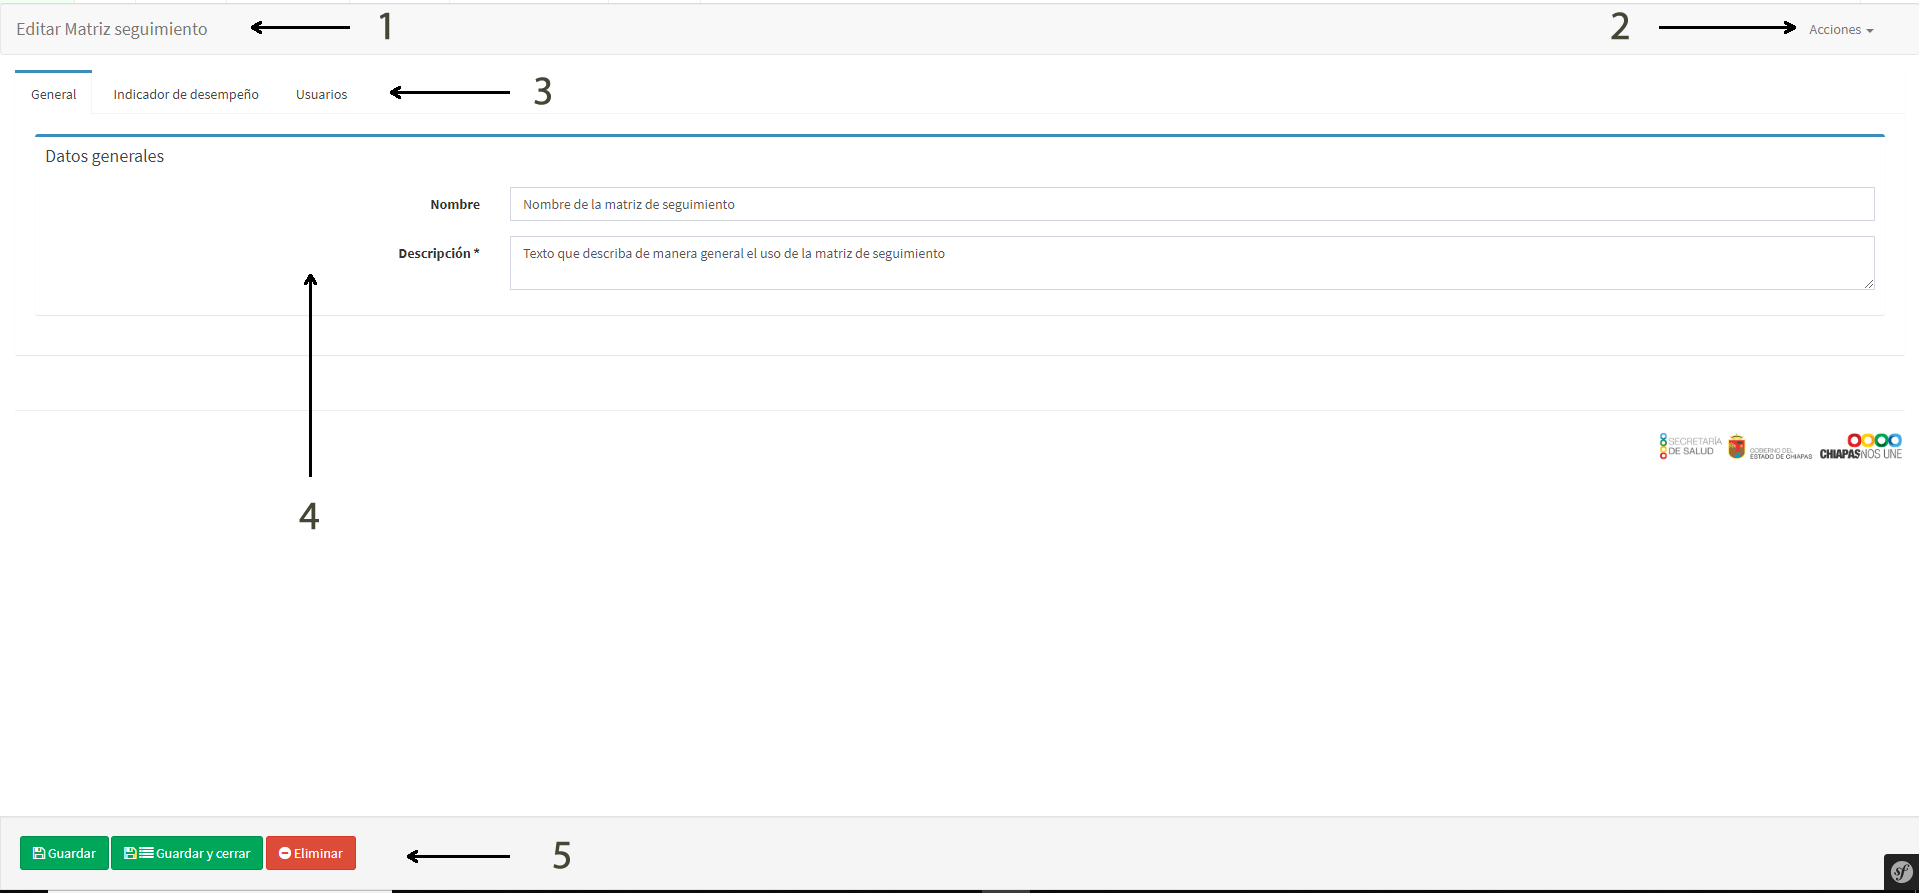 Editar Matriz seguimiento 1 2 Acciones
General Indicador de desempeño Usuarios 3
Datos generales
Nombre Nombre de la matriz de seguimiento
Descripción * Texto que describa de manera general el uso de la matriz de seguimiento
SECRETARÍA
DE SALUD
GOBIERNO DEL
ESTADO DE CHIAPAS
CHIAPASNOS UNE
4
Guardar Guardar y cerrar Eliminar 5
sf